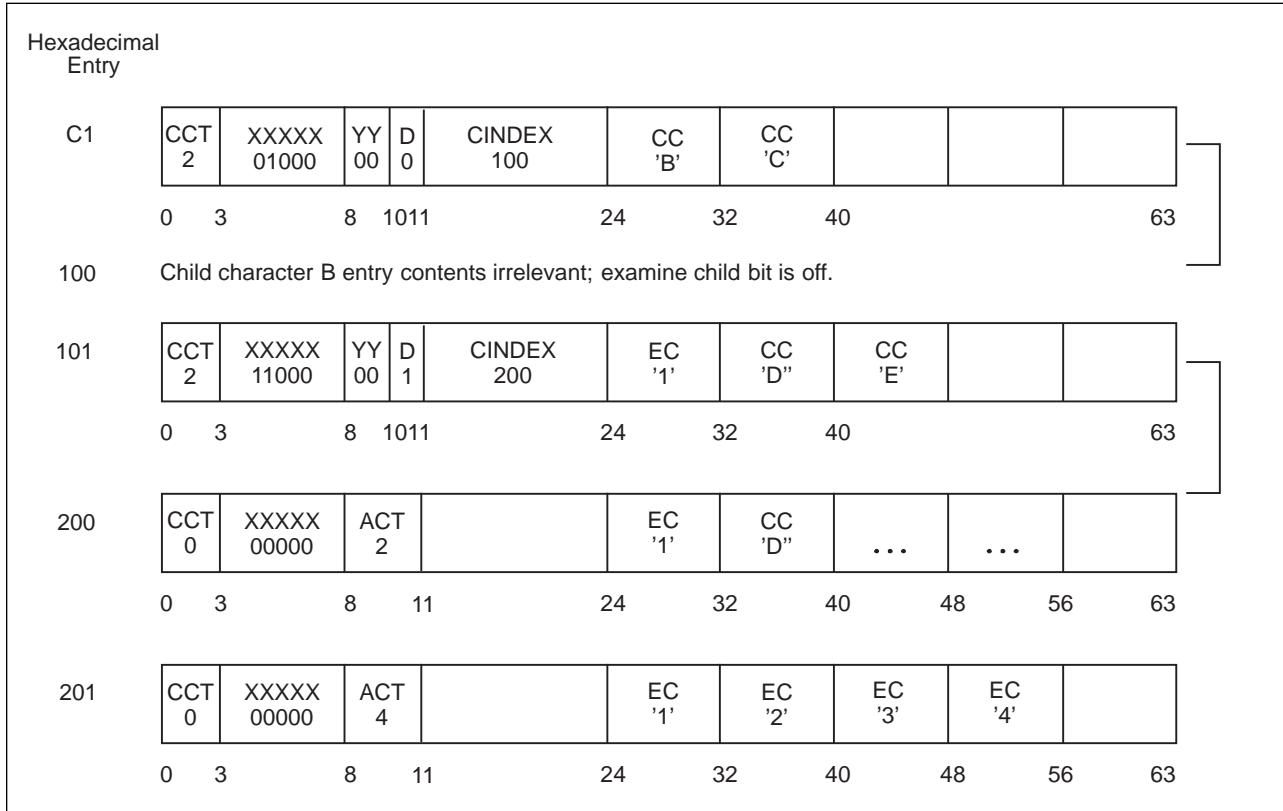 Hexadecimal
Entry
C1
CCT XXXXX YY D CINDEX CC CC
2 01000 00 0 100 'B' 'C'
0 3 8 1011 24 32 40 63
100 Child character B entry contents irrelevant; examine child bit is off.
101
CCT XXXXX YY D CINDEX EC CC CC
2 11000 00 1 200 '1' 'D'' 'E'
0 3 8 1011 24 32 40 63
200
CCT XXXXX ACT EC CC
0 00000 2 '1' 'D'' ... ...
0 3 8 11 24 32 40 48 56 63
201
CCT XXXXX ACT EC EC EC EC
0 00000 4 '1' '2' '3' '4'
0 3 8 11 24 32 40 48 56 63